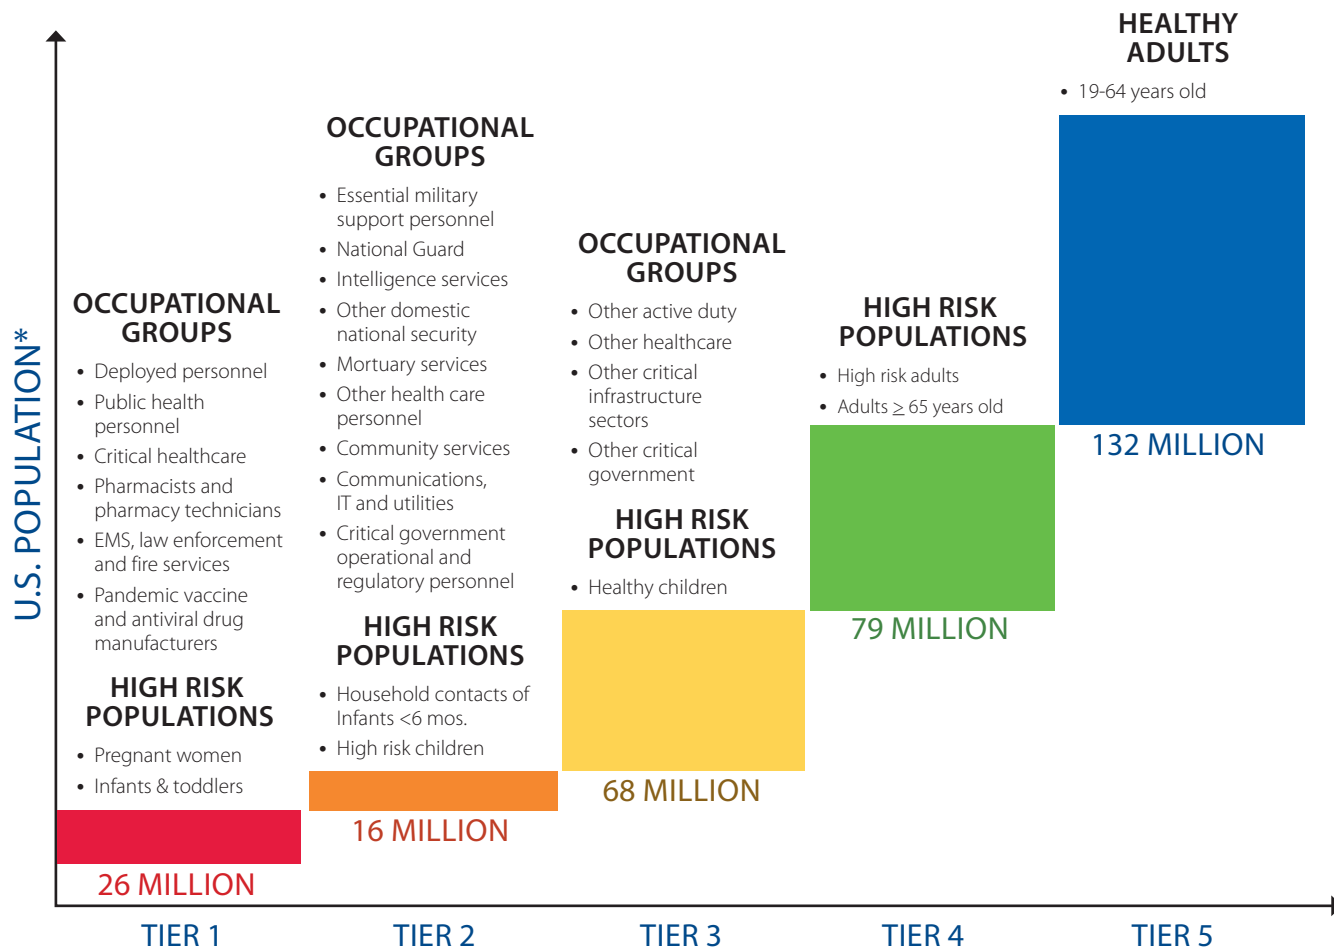 U.S. POPULATION*
OCCUPATIONAL
GROUPS
• Deployed personnel
• Public health
personnel
• Critical healthcare
• Pharmacists and
pharmacy technicians
• EMS, law enforcement
and fire services
• Pandemic vaccine
and antiviral drug
manufacturers
HIGH RISK
POPULATIONS
• Pregnant women
• Infants & toddlers
26 MILLION
TIER 1
OCCUPATIONAL
GROUPS
• Essential military
support personnel
• National Guard
• Intelligence services
• Other domestic
national security
• Mortuary services
• Other health care
personnel
• Community services
• Communications,
IT and utilities
• Critical government
operational and
regulatory personnel
HIGH RISK
POPULATIONS
• Household contacts of
Infants <6 mos.
• High risk children
16 MILLION
TIER 2
OCCUPATIONAL
GROUPS
• Other active duty
• Other healthcare
• Other critical
infrastructure
sectors
• Other critical
government
HIGH RISK
POPULATIONS
• Healthy children
68 MILLION
TIER 3
HIGH RISK
POPULATIONS
• High risk adults
• Adults ≥ 65 years old
79 MILLION
TIER 4
HEALTHY
ADULTS
• 19-64 years old
132 MILLION
TIER 5